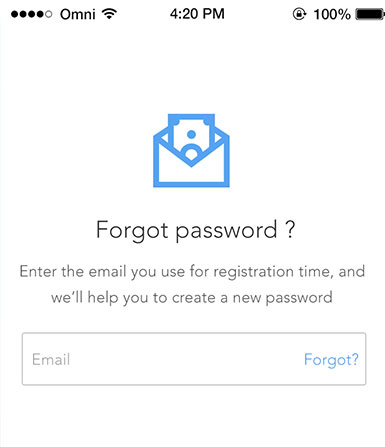 Omni 4:20 PM 100%
Forgot password ?
Enter the email you use for registration time, and
we'll help you to create a new password
Email Forgot?